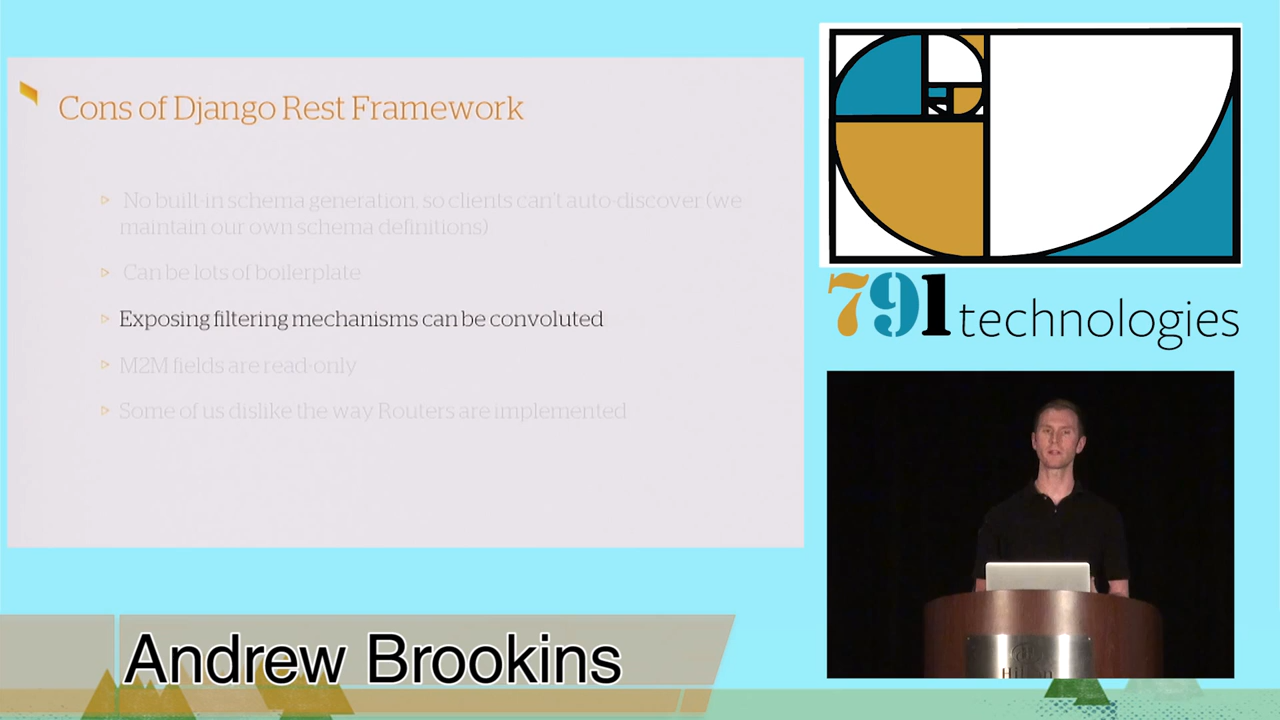 Cons of Django Rest Framework
No built-in schema generation, so clients can't auto-discover (we
maintain our own schema definitions)
Can be lots of boilerplate
Exposing filtering mechanisms can be convoluted
M2M fields are read-only
Some of us dislike the way Routers are implemented
791 technologies
Andrew Brookins